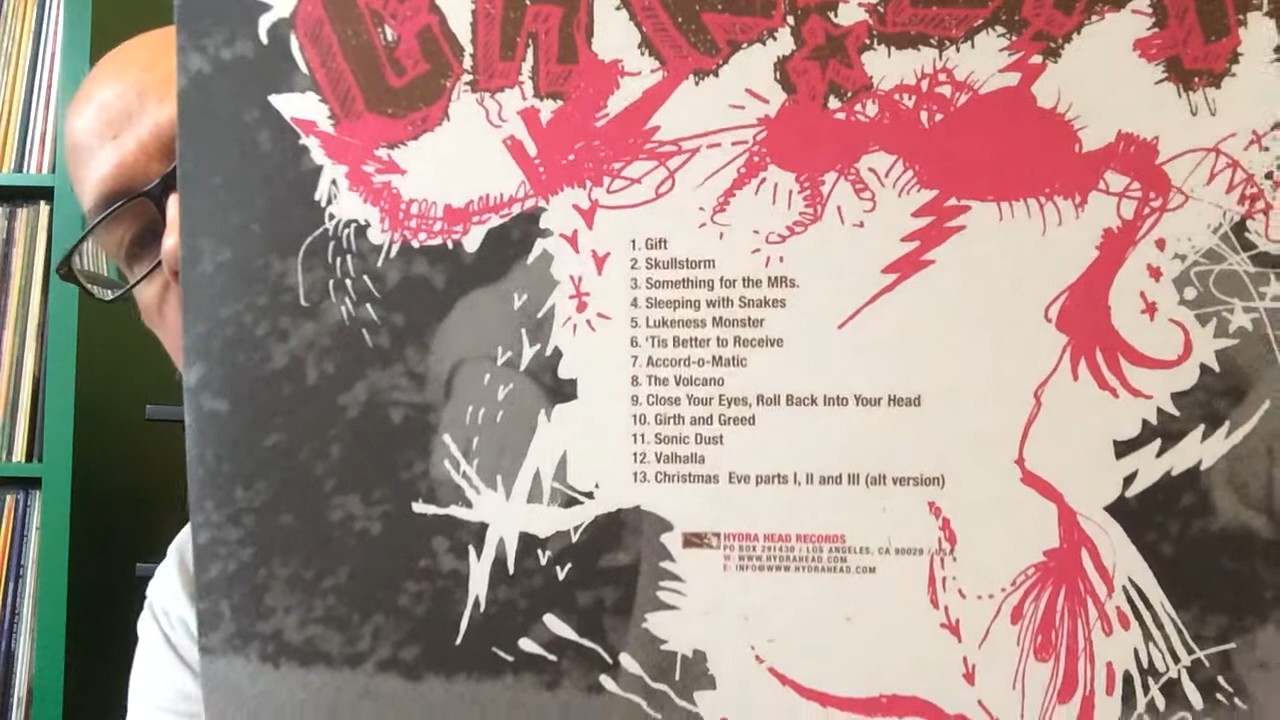 1. Gift
2. Skullstorm
3. Something for the MRs.
4. Sleeping with Snakes
5. Lukeness Monster
6. ‘Tis Better to Receive
7. Accord-o-Matic
8. The Volcano
9. Close Your Eyes, Roll Back Into Your Head
10. Girth and Greed
11. Sonic Dust
12. Valhalla
13. Christmas  Eve parts I, II and III (alt version)
HYDRA HEAD RECORDS
PO BOX 291430 / LOS ANGELES, CA 90029 / USA
W: WWW.HYDRAHEAD.COM
E: INFO@WWW.HYDRAHEAD.COM